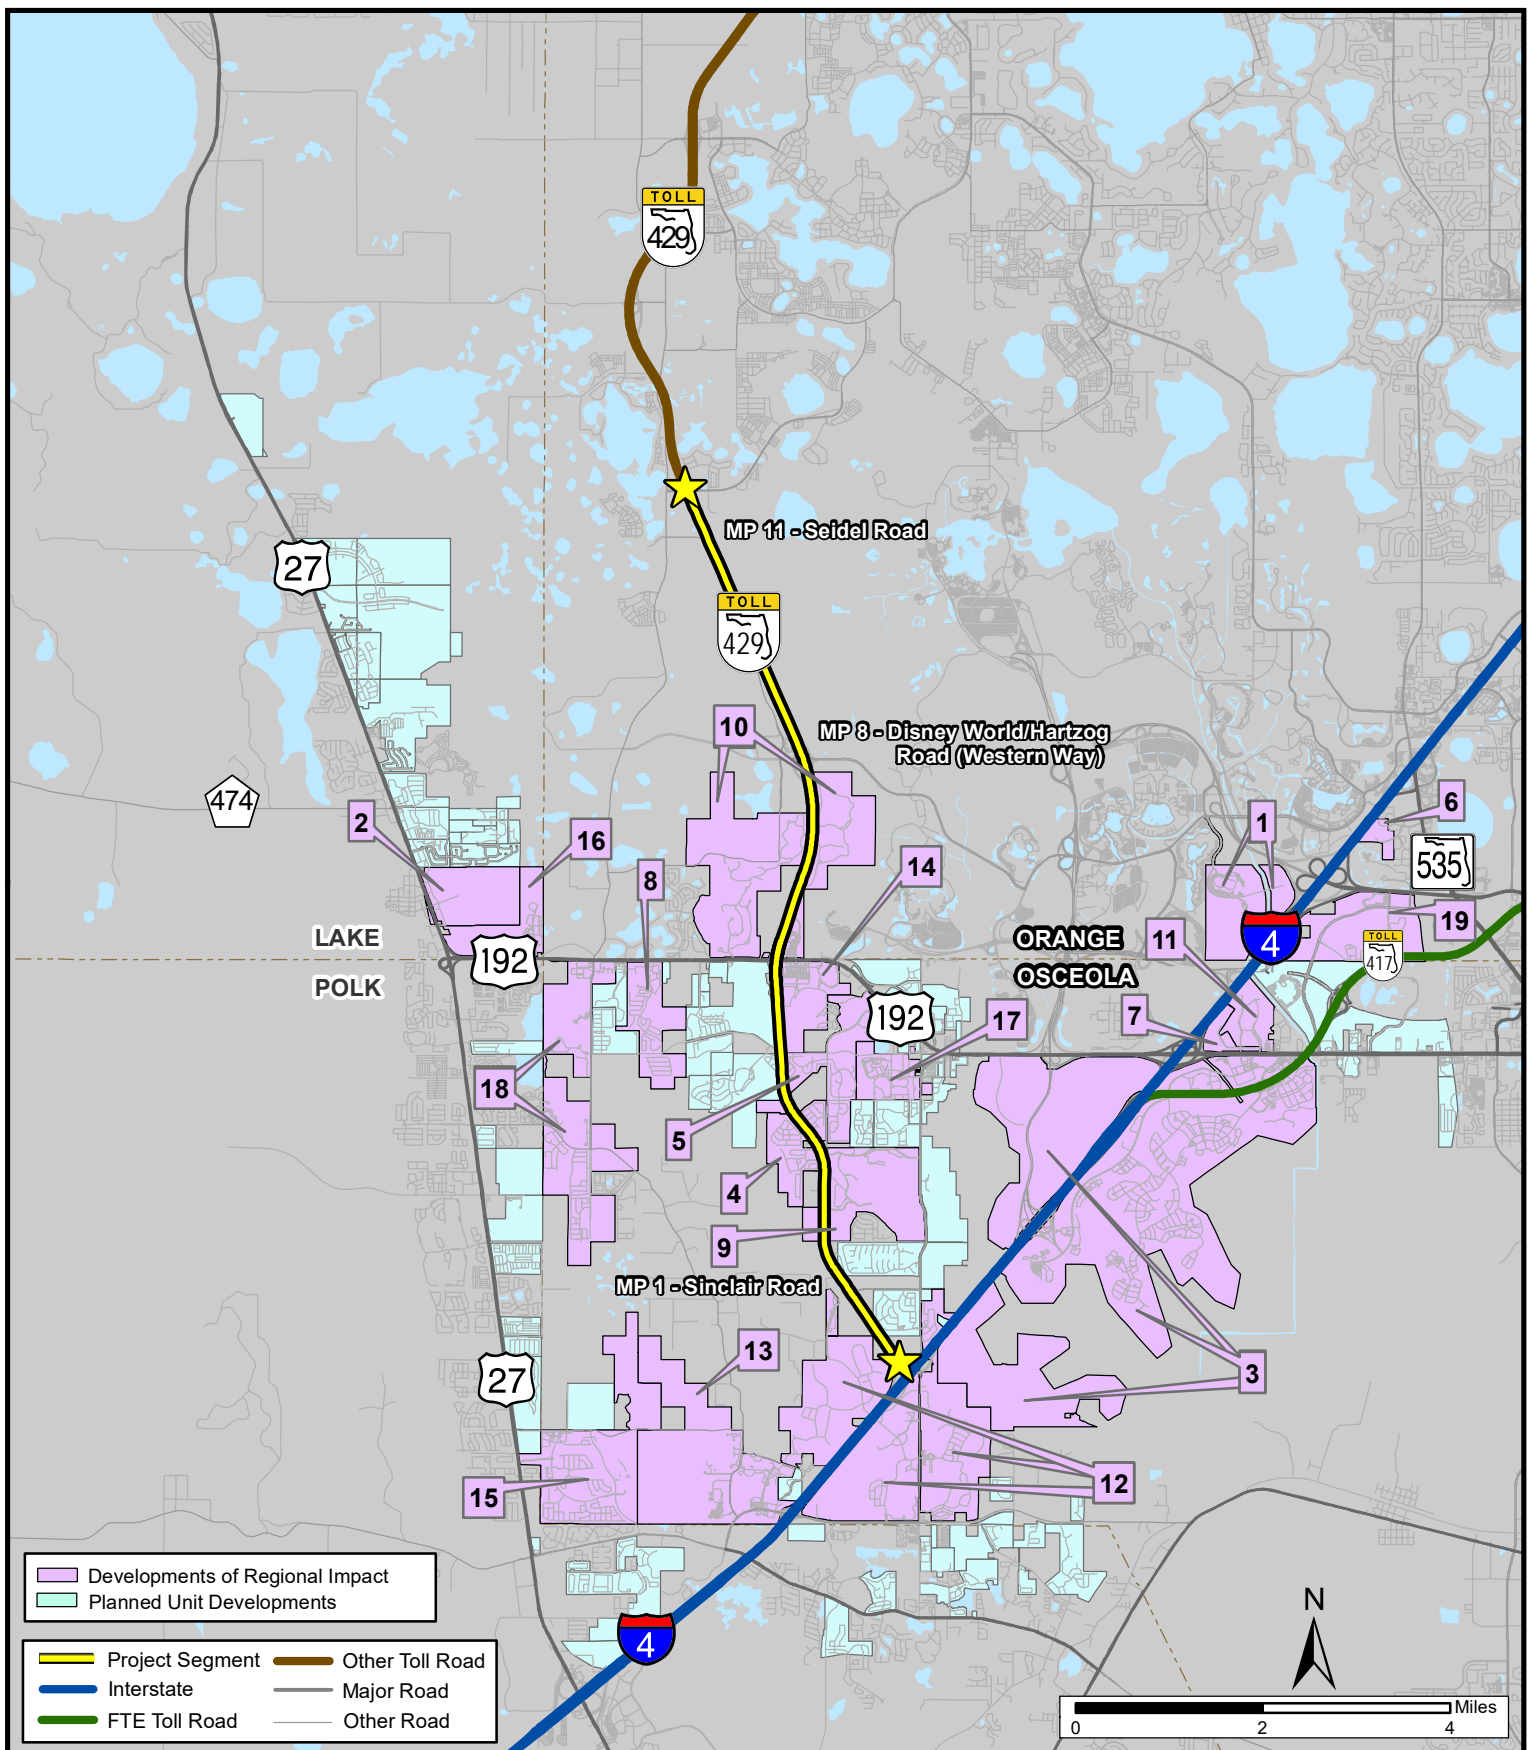 TOLL
429
MP 11 - Seidel Road
27
TOLL
429
10
MP 8 - Disney World/Hartzog
Road (Western Way)
474
2
16
6
1
535
8
14
19
LAKE
192
ORANGE
11
4
TOLL
417
POLK
OSCEOLA
192
17
7
18
5
4
9
MP 1 - Sinclair Road
27
13
3
15
12
Developments of Regional Impact
Planned Unit Developments
4
N
Project Segment
Other Toll Road
Interstate
Major Road
FTE Toll Road
Other Road
Miles
0
2
4